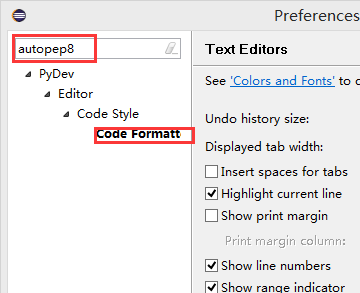 Preferences
autopep8
PyDev
Editor
Code Style
Code Formatt
Text Editors
See 'Colors and Fonts' to c
Undo history size:
Displayed tab width:
Insert spaces for tabs
Highlight current line
Show print margin
Print margin column:
Show line numbers
Show range indicator